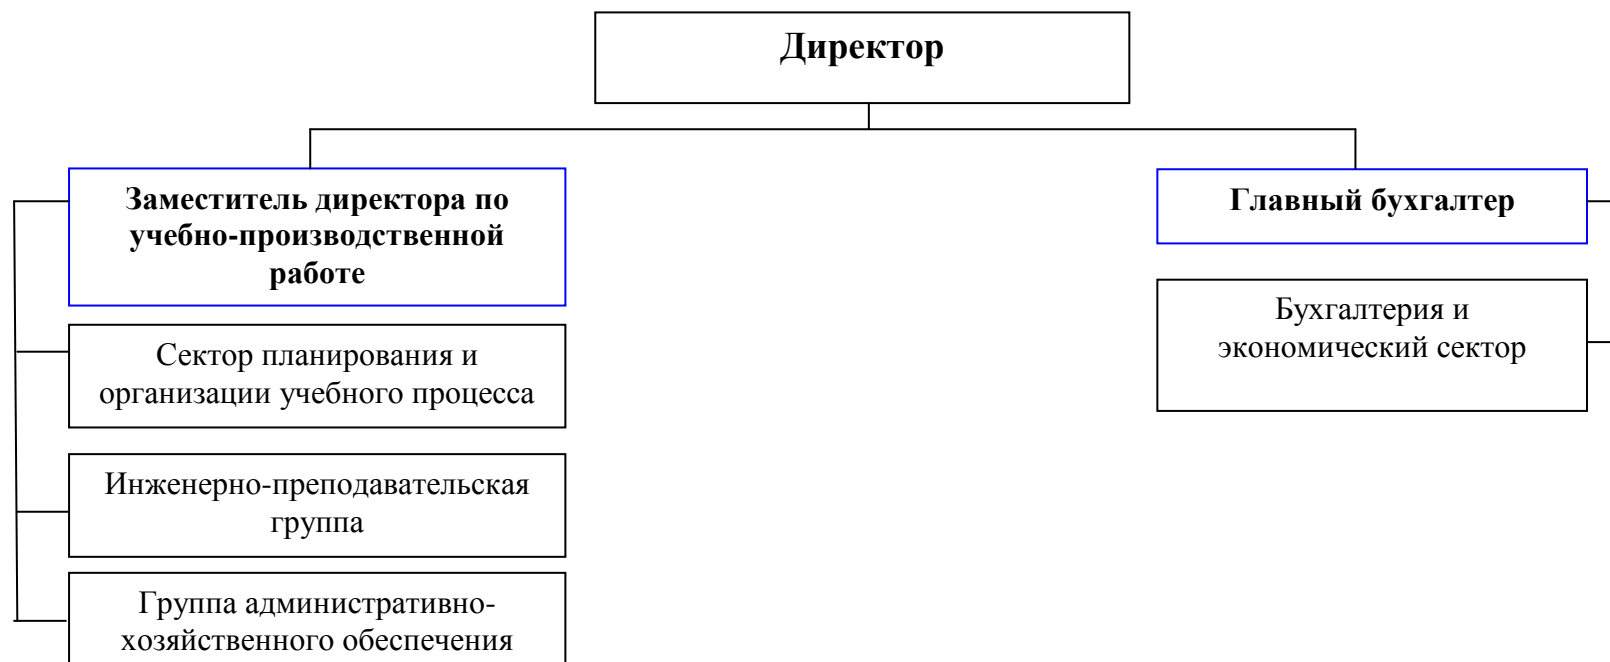 Директор
Заместитель директора по
учебно-производственной
работе
Главный бухгалтер
Сектор планирования и
организации учебного процесса
Бухгалтерия и
экономический сектор
Инженерно-преподавательская
группа
Группа административно-
хозяйственного обеспечения